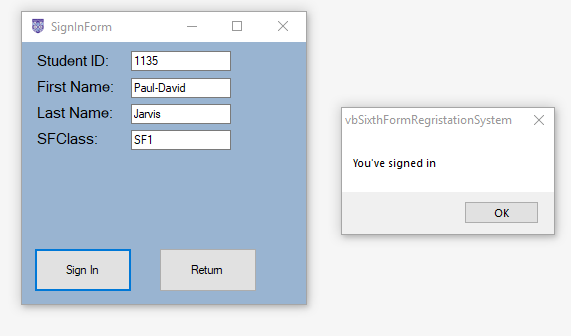 SignInForm
Student ID: 1135
First Name: Paul-David
Last Name: Jarvis
SFClass: SF1
Sign In Return
vbSixthFormRegristationSystem
You've signed in
OK